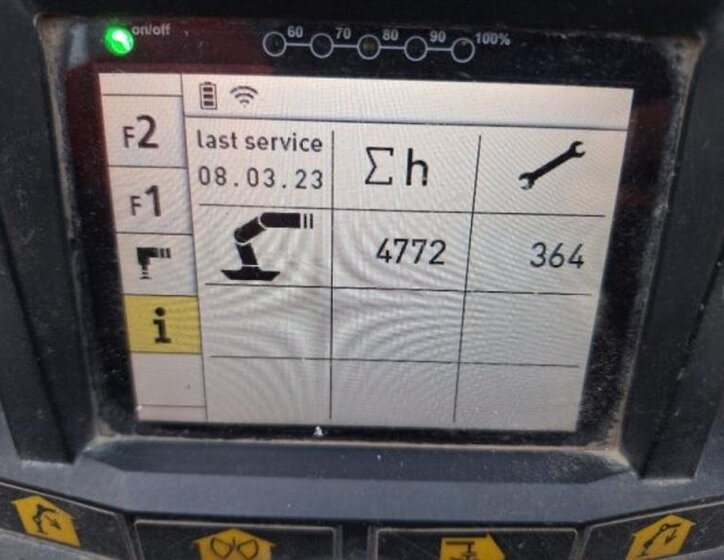 on/off
60 70 80 90 100%
last service
08.03.23
Σh
F2
F1
4772 364
i